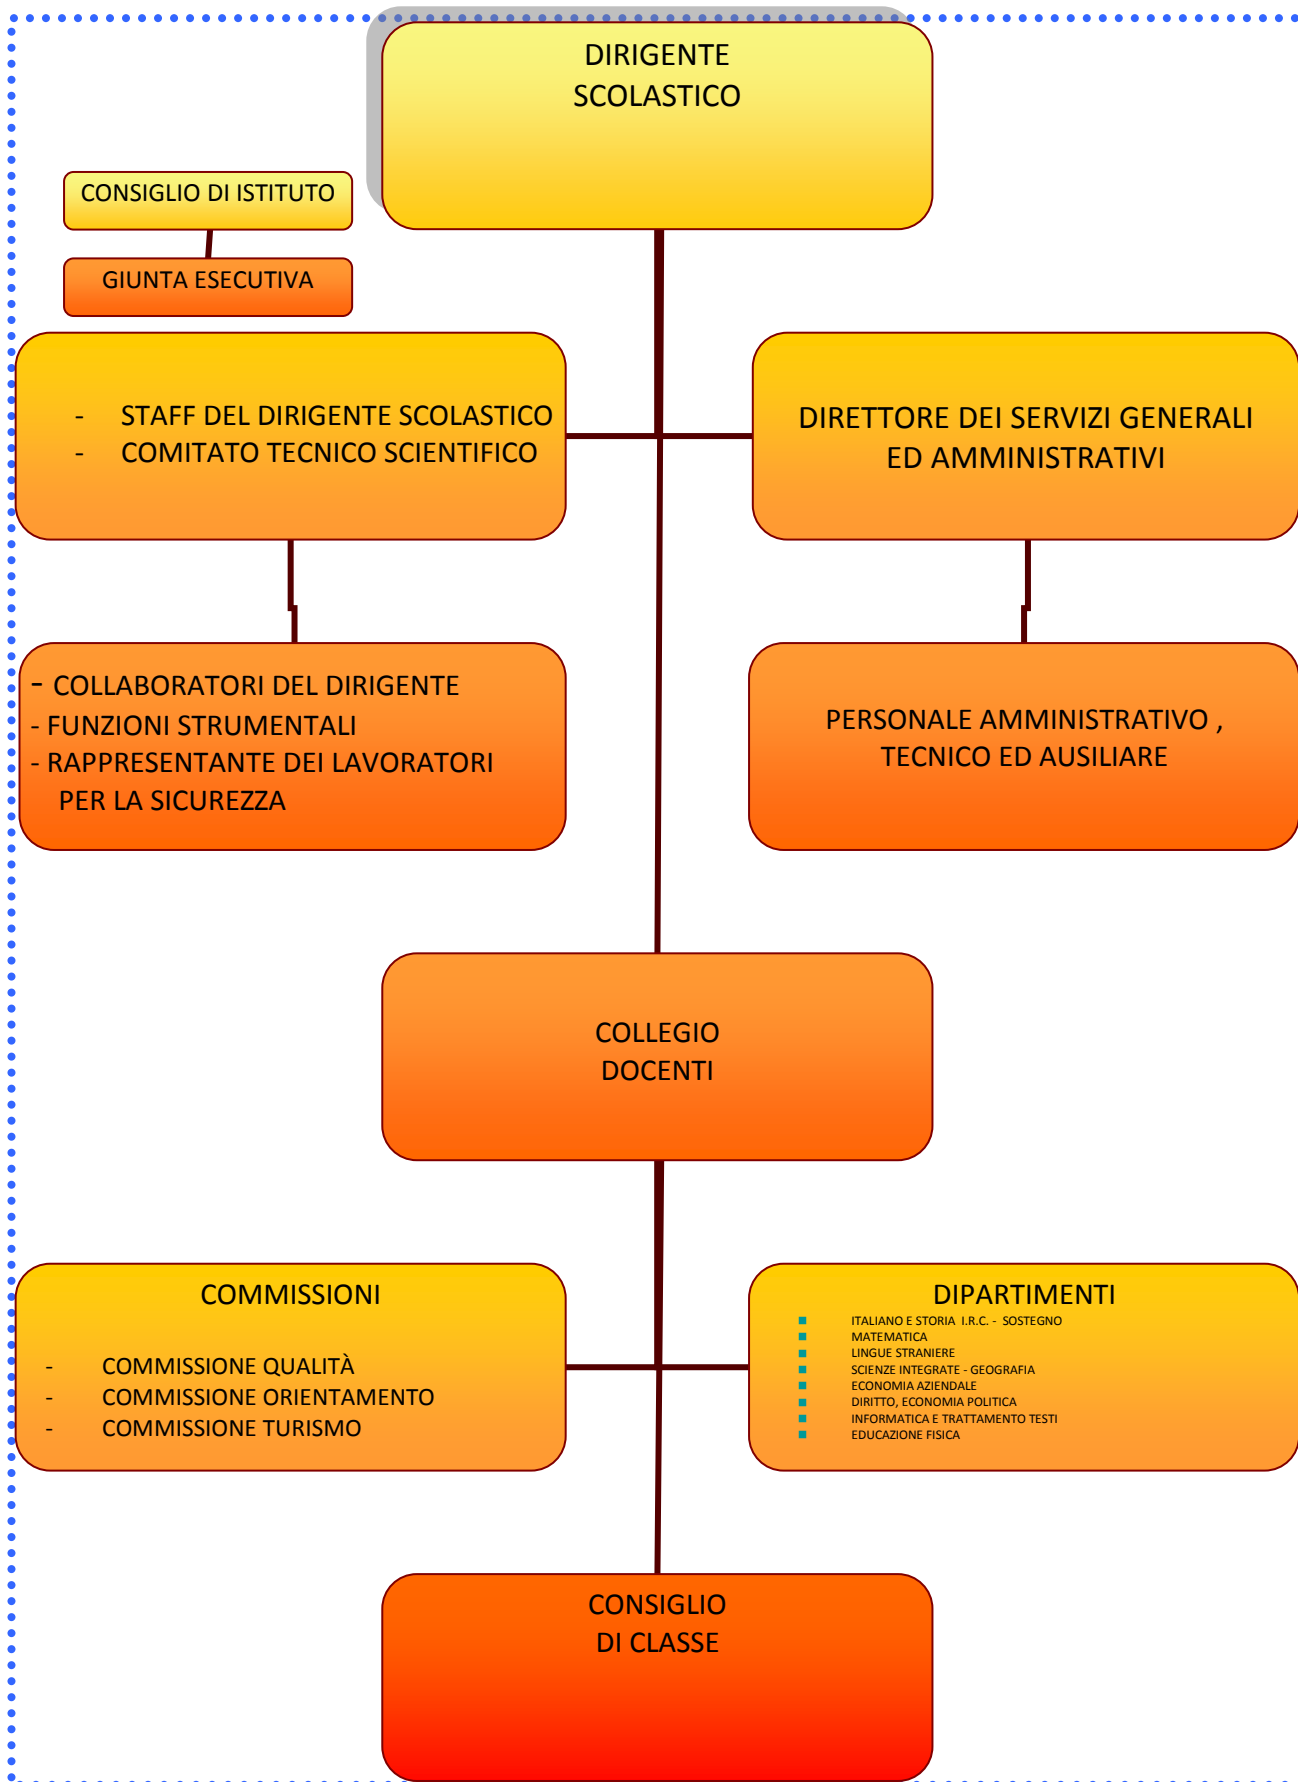 DIRIGENTE
SCOLASTICO
CONSIGLIO DI ISTITUTO
GIUNTA ESECUTIVA
- STAFF DEL DIRIGENTE SCOLASTICO
- COMITATO TECNICO SCIENTIFICO
DIRETTORE DEI SERVIZI GENERALI
ED AMMINISTRATIVI
- COLLABORATORI DEL DIRIGENTE
- FUNZIONI STRUMENTALI
- RAPPRESENTANTE DEI LAVORATORI
PER LA SICUREZZA
PERSONALE AMMINISTRATIVO ,
TECNICO ED AUSILIARE
COLLEGIO
DOCENTI
COMMISSIONI
- COMMISSIONE QUALITÀ
- COMMISSIONE ORIENTAMENTO
- COMMISSIONE TURISMO
DIPARTIMENTI
ITALIANO E STORIA I.R.C. - SOSTEGNO
MATEMATICA
LINGUE STRANIERE
SCIENZE INTEGRATE - GEOGRAFIA
ECONOMIA AZIENDALE
DIRITTO, ECONOMIA POLITICA
INFORMATICA E TRATTAMENTO TESTI
EDUCAZIONE FISICA
CONSIGLIO
DI CLASSE